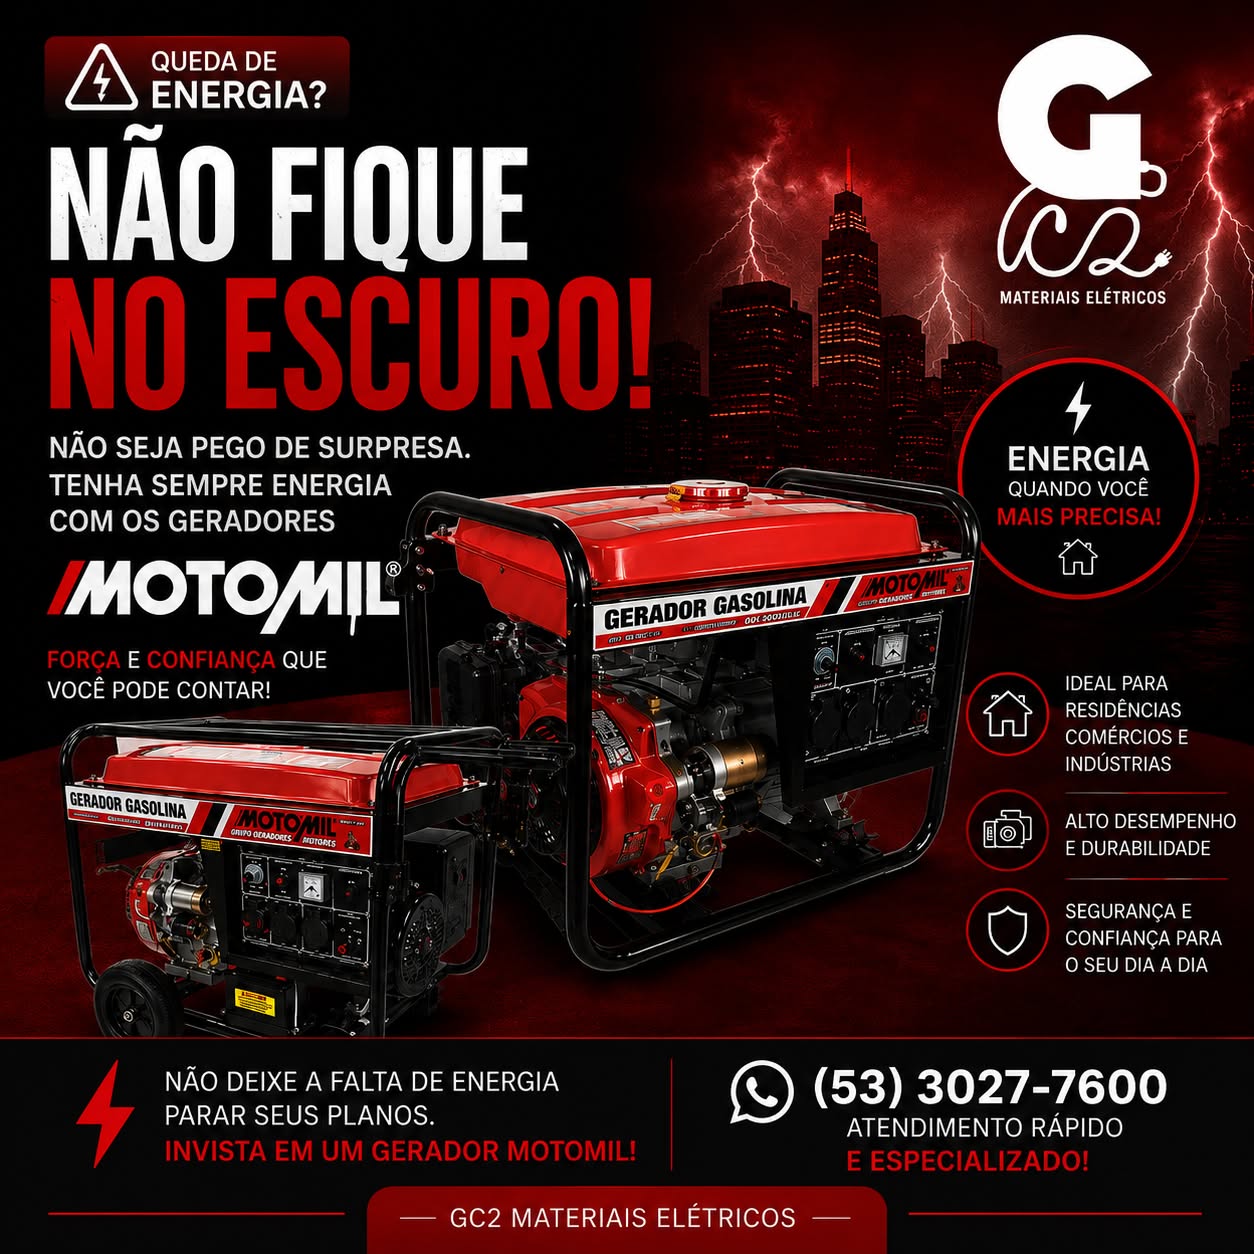 QUEDA DE
ENERGIA?
NÃO FIQUE
NO ESCURO!
NÃO SEJA PEGO DE SURPRESA.
TENHA SEMPRE ENERGIA
COM OS GERADORES
MOTOMIL®
FORÇA E CONFIANÇA QUE
VOCÊ PODE CONTAR!
G
C2
MATERIAIS ELÉTRICOS
ENERGIA
QUANDO VOCÊ
MAIS PRECISA!
GERADOR GASOLINA
MOTOMIL
GERADOR GASOLINA
MOTOMIL
GRUPO GERADORES
MOTORES
IDEAL PARA
RESIDÊNCIAS
COMÉRCIOS E
INDÚSTRIAS
ALTO DESEMPENHO
E DURABILIDADE
SEGURANÇA E
CONFIANÇA PARA
O SEU DIA A DIA
NÃO DEIXE A FALTA DE ENERGIA
PARAR SEUS PLANOS.
INVISTA EM UM GERADOR MOTOMIL!
(53) 3027-7600
ATENDIMENTO RÁPIDO
E ESPECIALIZADO!
GC2 MATERIAIS ELÉTRICOS